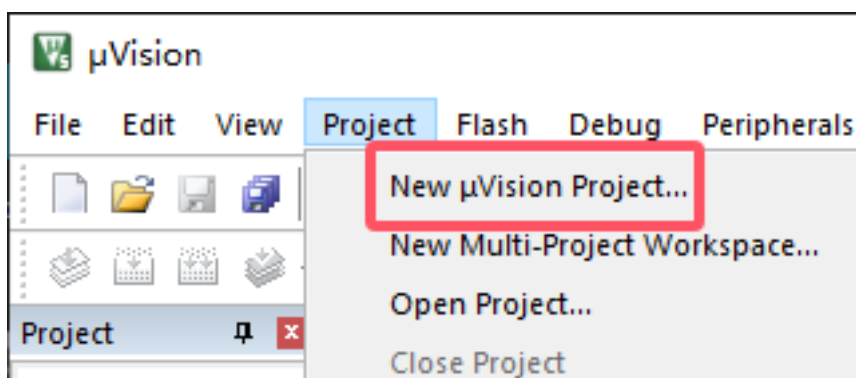 µVision
File Edit View Project Flash Debug Peripherals
New µVision Project...
New Multi-Project Workspace...
Open Project...
Project
Close Project